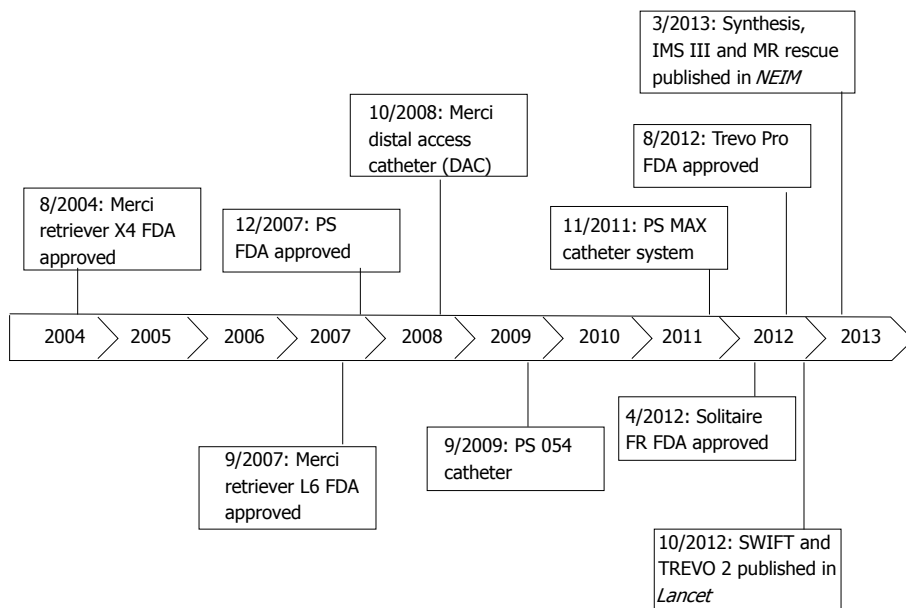 3/2013: Synthesis,
IMS III and MR rescue
published in NEIM
10/2008: Merci
distal access
catheter (DAC)
8/2012: Trevo Pro
FDA approved
8/2004: Merci
retriever X4 FDA
approved
12/2007: PS
FDA approved
11/2011: PS MAX
catheter system
2004 2005 2006 2007 2008 2009 2010 2011 2012 2013
9/2007: Merci
retriever L6 FDA
approved
9/2009: PS 054
catheter
4/2012: Solitaire
FR FDA approved
10/2012: SWIFT and
TREVO 2 published in
Lancet